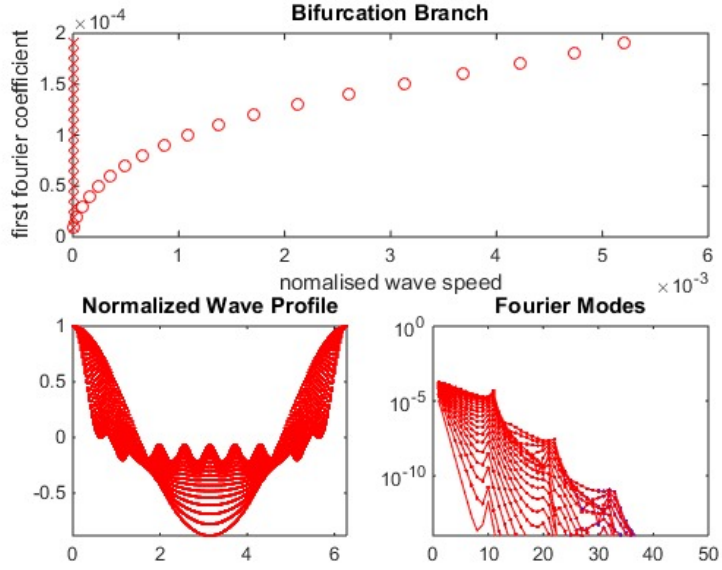 Bifurcation Branch
×10⁻⁴
first fourier coefficient
2
1.5
1
0.5
0
0 1 2 3 4 5 6
nomalised wave speed
×10⁻³
Normalized Wave Profile
1
0.5
0
-0.5
0 2 4 6
Fourier Modes
10⁰
10⁻⁵
10⁻¹⁰
0 10 20 30 40 50